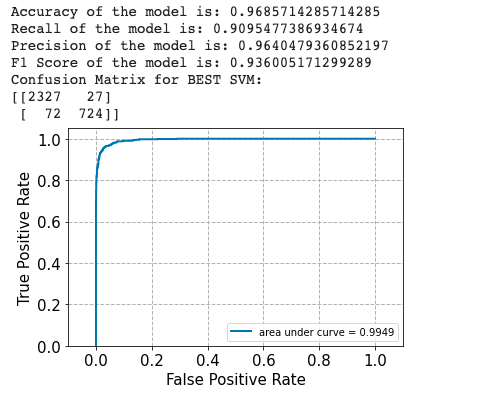 Accuracy of the model is: 0.9685714285714285
Recall of the model is: 0.9095477386934674
Precision of the model is: 0.9640479360852197
F1 Score of the model is: 0.936005171299289
Confusion Matrix for BEST SVM:
[[2327   27]
 [  72  724]]
1.0
0.8
0.6
0.4
0.2
0.0
True Positive Rate
area under curve = 0.9949
0.0 0.2 0.4 0.6 0.8 1.0
False Positive Rate